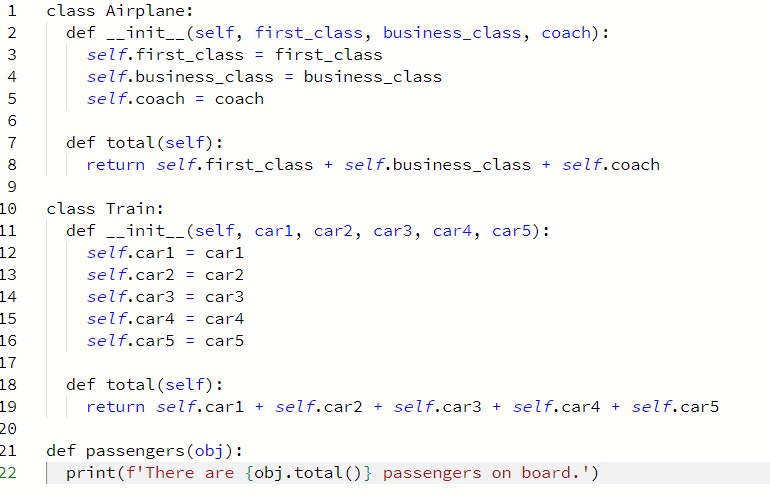 1 class Airplane:
2   def __init__(self, first_class, business_class, coach):
3     self.first_class = first_class
4     self.business_class = business_class
5     self.coach = coach
6
7   def total(self):
8     return self.first_class + self.business_class + self.coach
9
10 class Train:
11   def __init__(self, car1, car2, car3, car4, car5):
12     self.car1 = car1
13     self.car2 = car2
14     self.car3 = car3
15     self.car4 = car4
16     self.car5 = car5
17
18   def total(self):
19     return self.car1 + self.car2 + self.car3 + self.car4 + self.car5
20
21 def passengers(obj):
22   print(f'There are {obj.total()} passengers on board.')